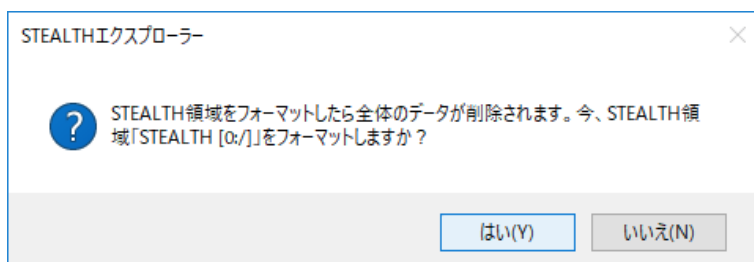 STEALTHエクスプローラー
STEALTH領域をフォーマットしたら全体のデータが削除されます。今、STEALTH領
域「STEALTH [0:/]」をフォーマットしますか？
はい(Y)
いいえ(N)